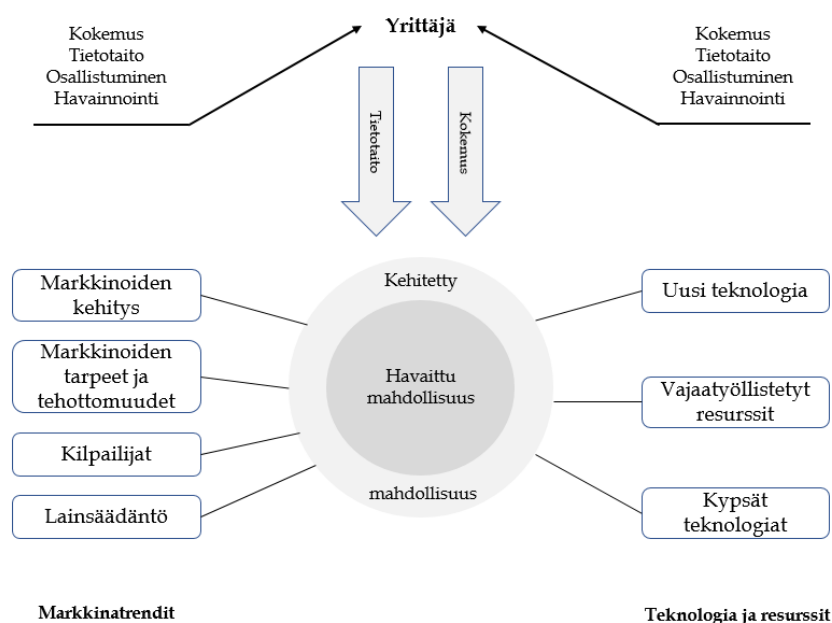 Yrittäjä
Kokemus
Tietotaito
Osallistuminen
Havainnointi
Kokemus
Tietotaito
Osallistuminen
Havainnointi
Tietotaito
Kokemus
Markkinoiden
kehitys
Markkinoiden
tarpeet ja
tehottomuudet
Kilpailijat
Lainsäädäntö
Kehitetty
Havaittu
mahdollisuus
mahdollisuus
Uusi teknologia
Vajaatyöllistetyt
resurssit
Kypsät
teknologiat
Markkinatrendit
Teknologia ja resurssit